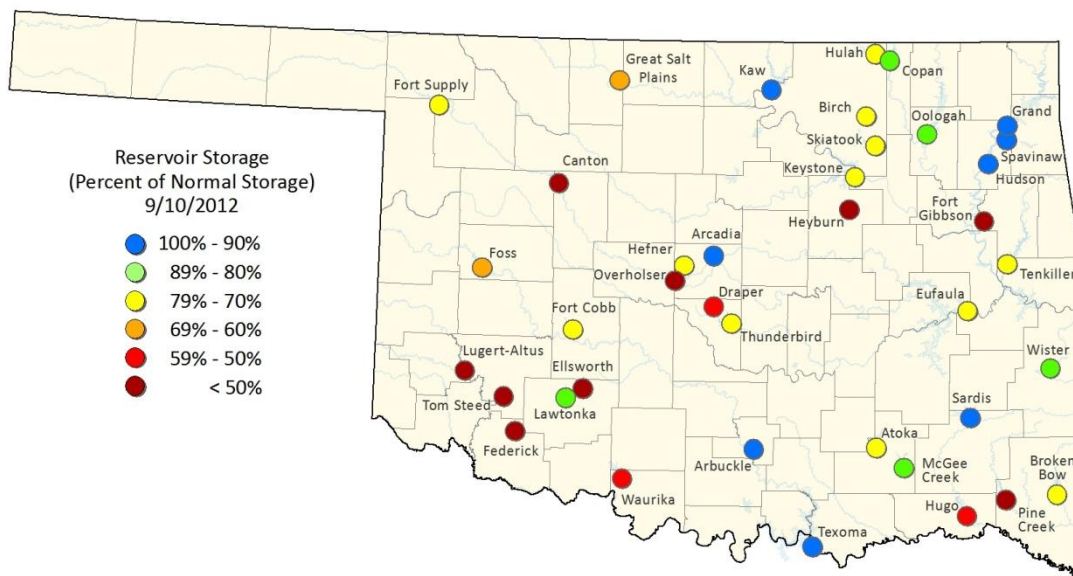 Hulah
Great Salt
Plains
Kaw
Copan
Fort Supply
Birch
Oologah
Grand
Skiatook
Reservoir Storage
(Percent of Normal Storage)
9/10/2012
Canton
Keystone
Spavinaw
Hudson
100% - 90%
89% - 80%
79% - 70%
69% - 60%
59% - 50%
< 50%
Heyburn
Fort
Gibbson
Arcadia
Foss
Hefner
Overholser
Tenkiller
Draper
Eufaula
Fort Cobb
Thunderbird
Lugert-Altus
Ellsworth
Wister
Tom Steed
Lawtonka
Sardis
Federick
Atoka
Arbuckle
McGee
Creek
Broken
Bow
Waurika
Hugo
Pine
Creek
Texoma